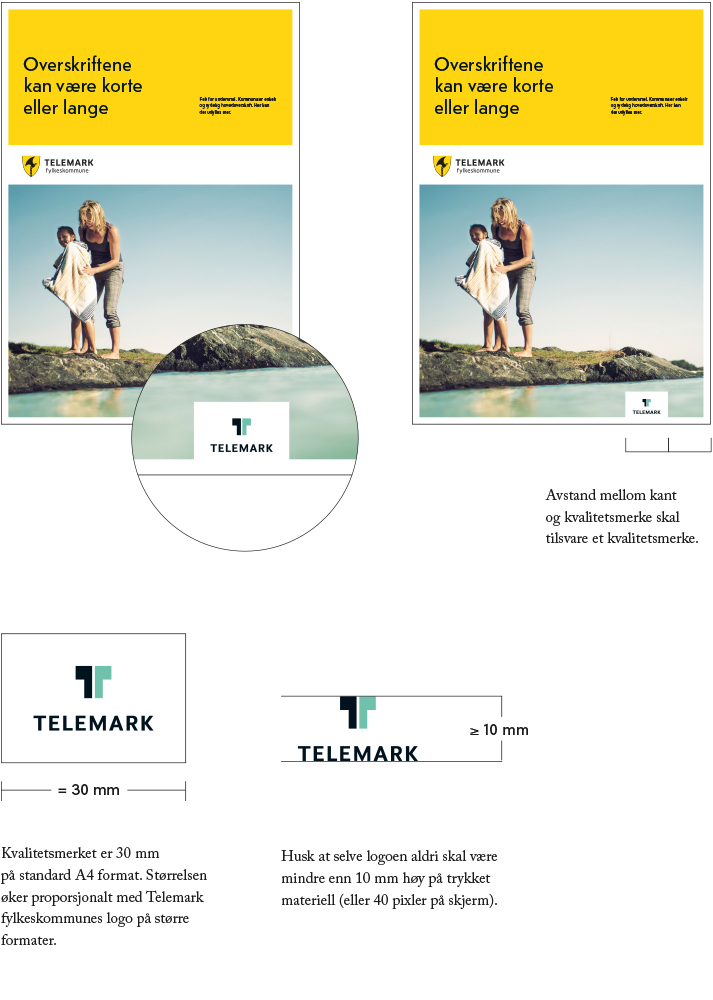 Overskriftene
kan være korte
eller lange
TELEMARK
fylkeskommune
TELEMARK
Overskriftene
kan være korte
eller lange
TELEMARK
fylkeskommune
TELEMARK
Avstand mellom kant
og kvalitetsmerke skal
tilsvare et kvalitetsmerke.
TELEMARK
= 30 mm
Kvalitetsmerket er 30 mm
på standard A4 format. Størrelsen
øker proporsjonalt med Telemark
fylkeskommunes logo på større
formater.
TELEMARK
≥ 10 mm
Husk at selve logoen aldri skal være
mindre enn 10 mm høy på trykket
materiell (eller 40 pixler på skjerm).